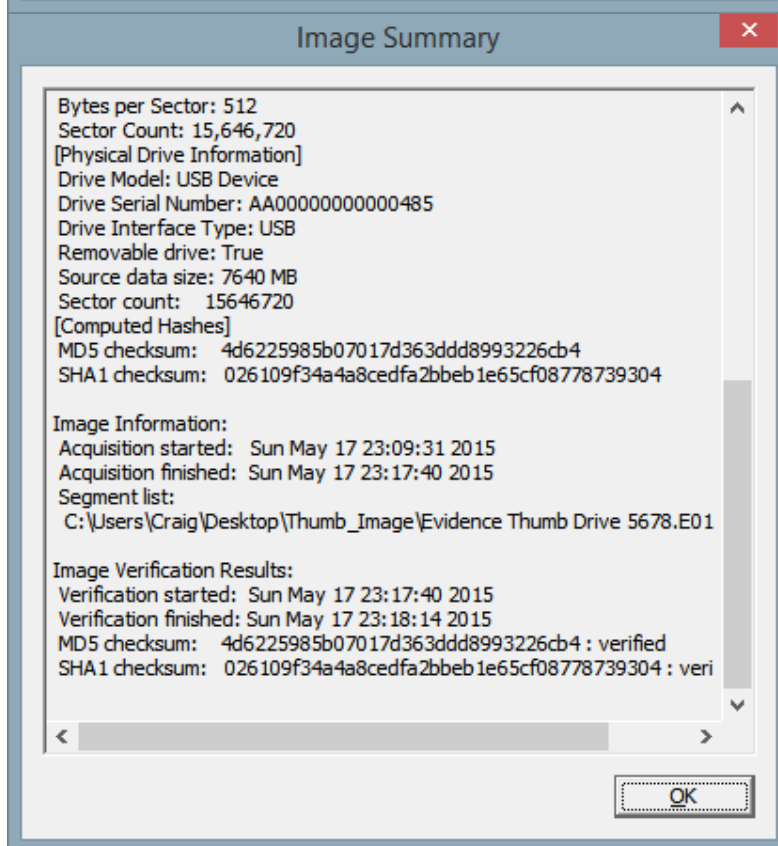 Image Summary
Bytes per Sector: 512
Sector Count: 15,646,720
[Physical Drive Information]
Drive Model: USB Device
Drive Serial Number: AA00000000000485
Drive Interface Type: USB
Removable drive: True
Source data size: 7640 MB
Sector count: 15646720
[Computed Hashes]
MD5 checksum: 4d6225985b07017d363ddd8993226cb4
SHA1 checksum: 026109f34a4a8cedfa2bbeb1e65cf08778739304
Image Information:
Acquisition started: Sun May 17 23:09:31 2015
Acquisition finished: Sun May 17 23:17:40 2015
Segment list:
C:\Users\Craig\Desktop\Thumb_Image\Evidence Thumb Drive 5678.E01
Image Verification Results:
Verification started: Sun May 17 23:17:40 2015
Verification finished: Sun May 17 23:18:14 2015
MD5 checksum: 4d6225985b07017d363ddd8993226cb4 : verified
SHA1 checksum: 026109f34a4a8cedfa2bbeb1e65cf08778739304 : veri
OK